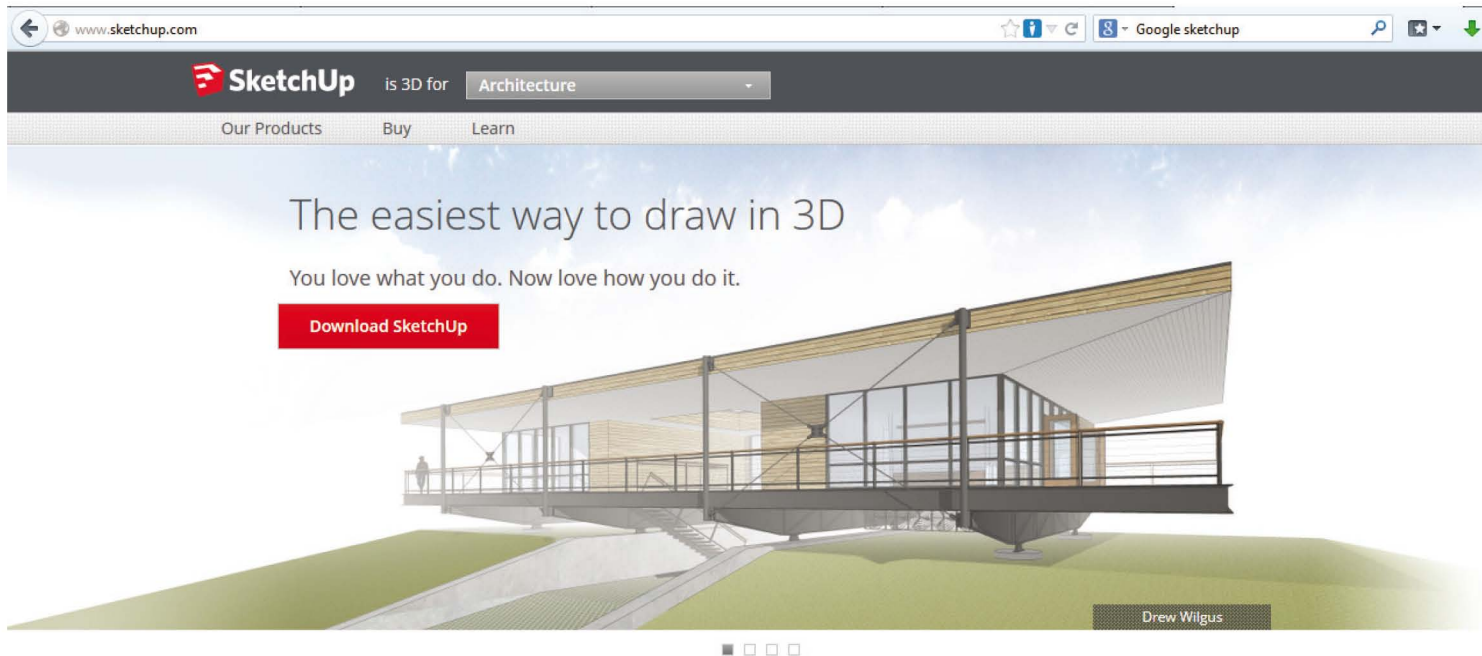 www.sketchup.com
8 Google sketchup
SketchUp is 3D for Architecture
Our Products Buy Learn
The easiest way to draw in 3D
You love what you do. Now love how you do it.
Download SketchUp
Drew Wilgus